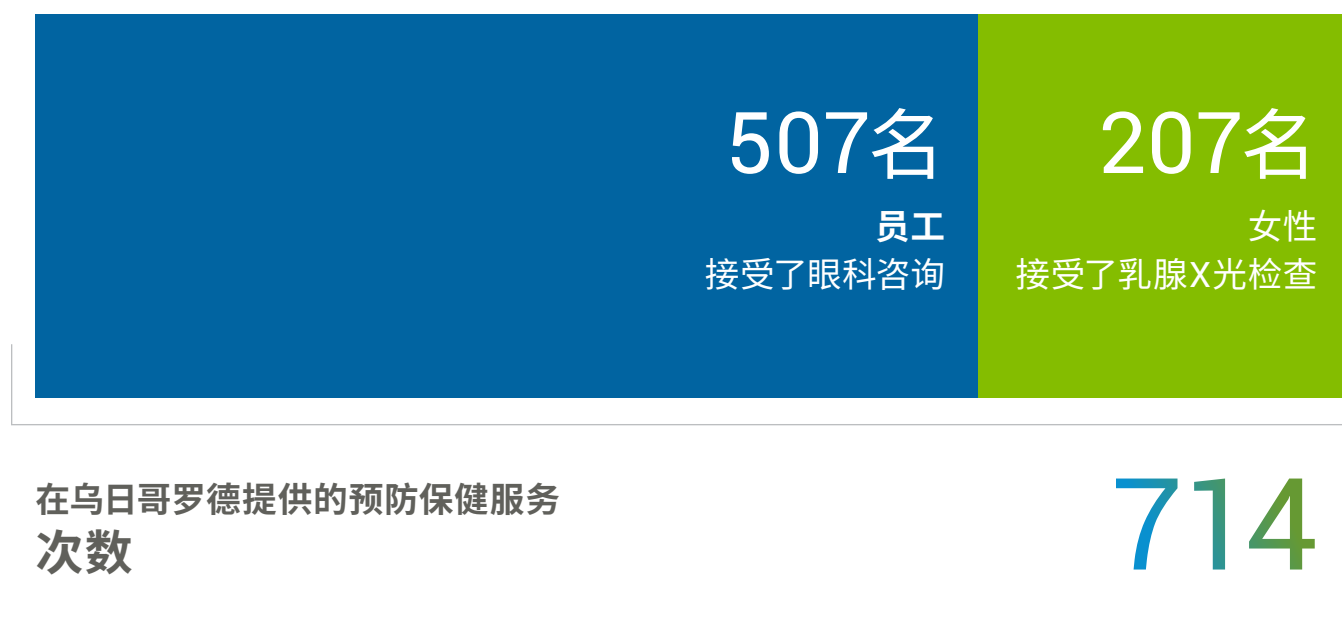 507名
员工
接受了眼科咨询
207名
女性
接受了乳腺X光检查
在乌日哥罗德提供的预防保健服务
次数
714